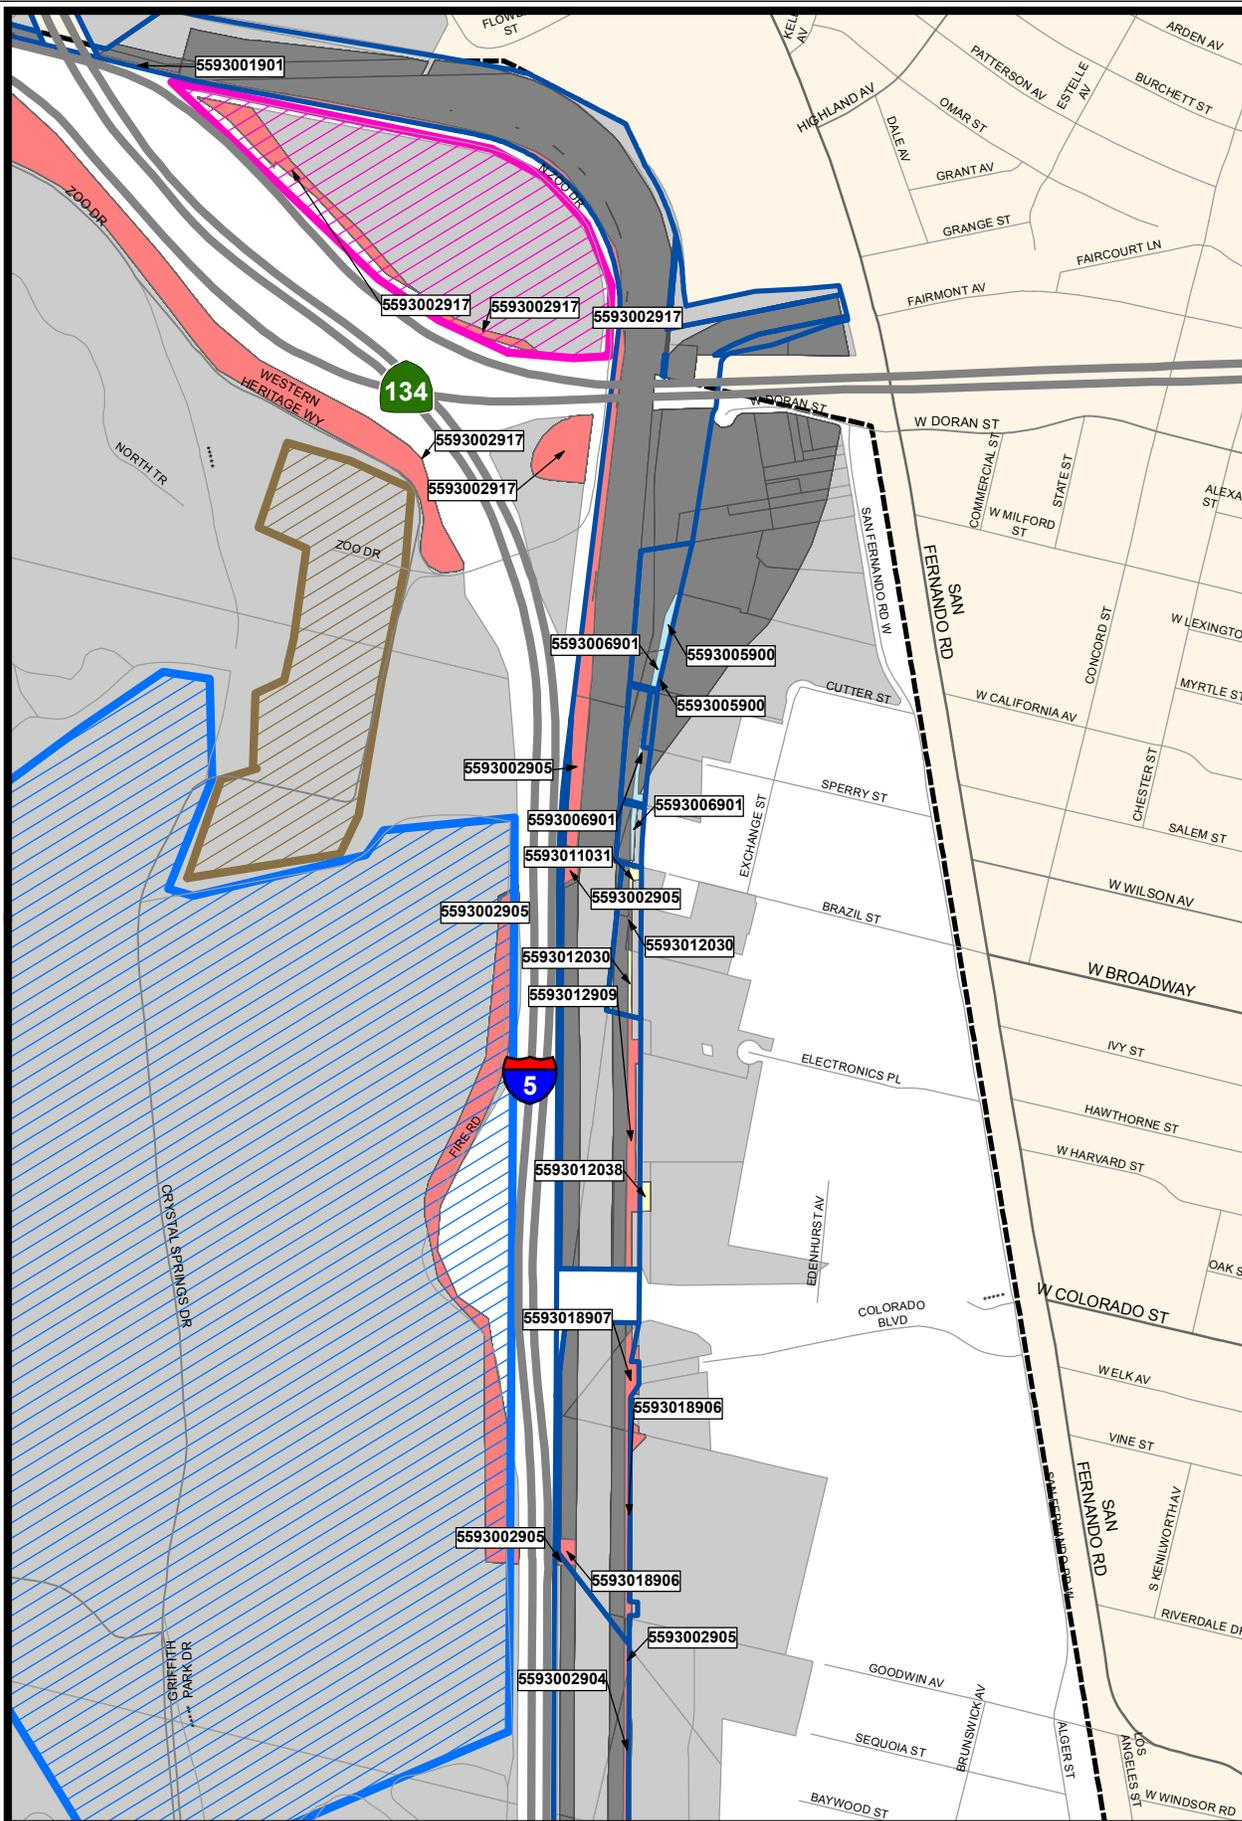 FLOWER
ST
KELL
AV
ARDEN AV
PATTERSON AV
ESTELLE
AV
BURCHETT ST
HIGHLAND AV
OMAR ST
DALE AV
GRANT AV
GRANGE ST
FAIRCOURT LN
FAIRMONT AV
5593001901
N ZOO DR
ZOO DR
5593002917
5593002917
5593002917
134
WESTERN
HERITAGE WY
W DORAN ST
W DORAN ST
5593002917
5593002917
NORTH TR
*****
ZOO DR
COMMERCIAL ST
STATE ST
ALEXA
ST
W MILFORD
ST
SAN FERNANDO RD W
SAN
FERNANDO RD
CONCORD ST
W LEXINGTO
5593006901
5593005900
5593005900
CUTTER ST
W CALIFORNIA AV
MYRTLE ST
5593002905
SPERRY ST
CHESTER ST
5593006901
5593006901
EXCHANGE ST
SALEM ST
5593011031
5593002905
5593002905
W WILSON AV
BRAZIL ST
5593012030
5593012030
W BROADWAY
5593012909
IVY ST
ELECTRONICS PL
5
FIRE RD
HAWTHORNE ST
W HARVARD ST
5593012038
CRYSTAL SPRINGS DR
EDENHURST AV
OAK S
*****
W COLORADO ST
COLORADO
BLVD
5593018907
W ELK AV
5593018906
VINE ST
SAN FERNANDO RD W
SAN
FERNANDO RD
S KENILWORTH AV
5593002905
5593018906
RIVERDALE DR
5593002905
GRIFFITH
PARK DR
*****
5593002904
GOODWIN AV
BRUNSWICK AV
ALGER ST
LOS
ANGELES ST
SEQUOIA ST
BAYWOOD ST
W WINDSOR RD